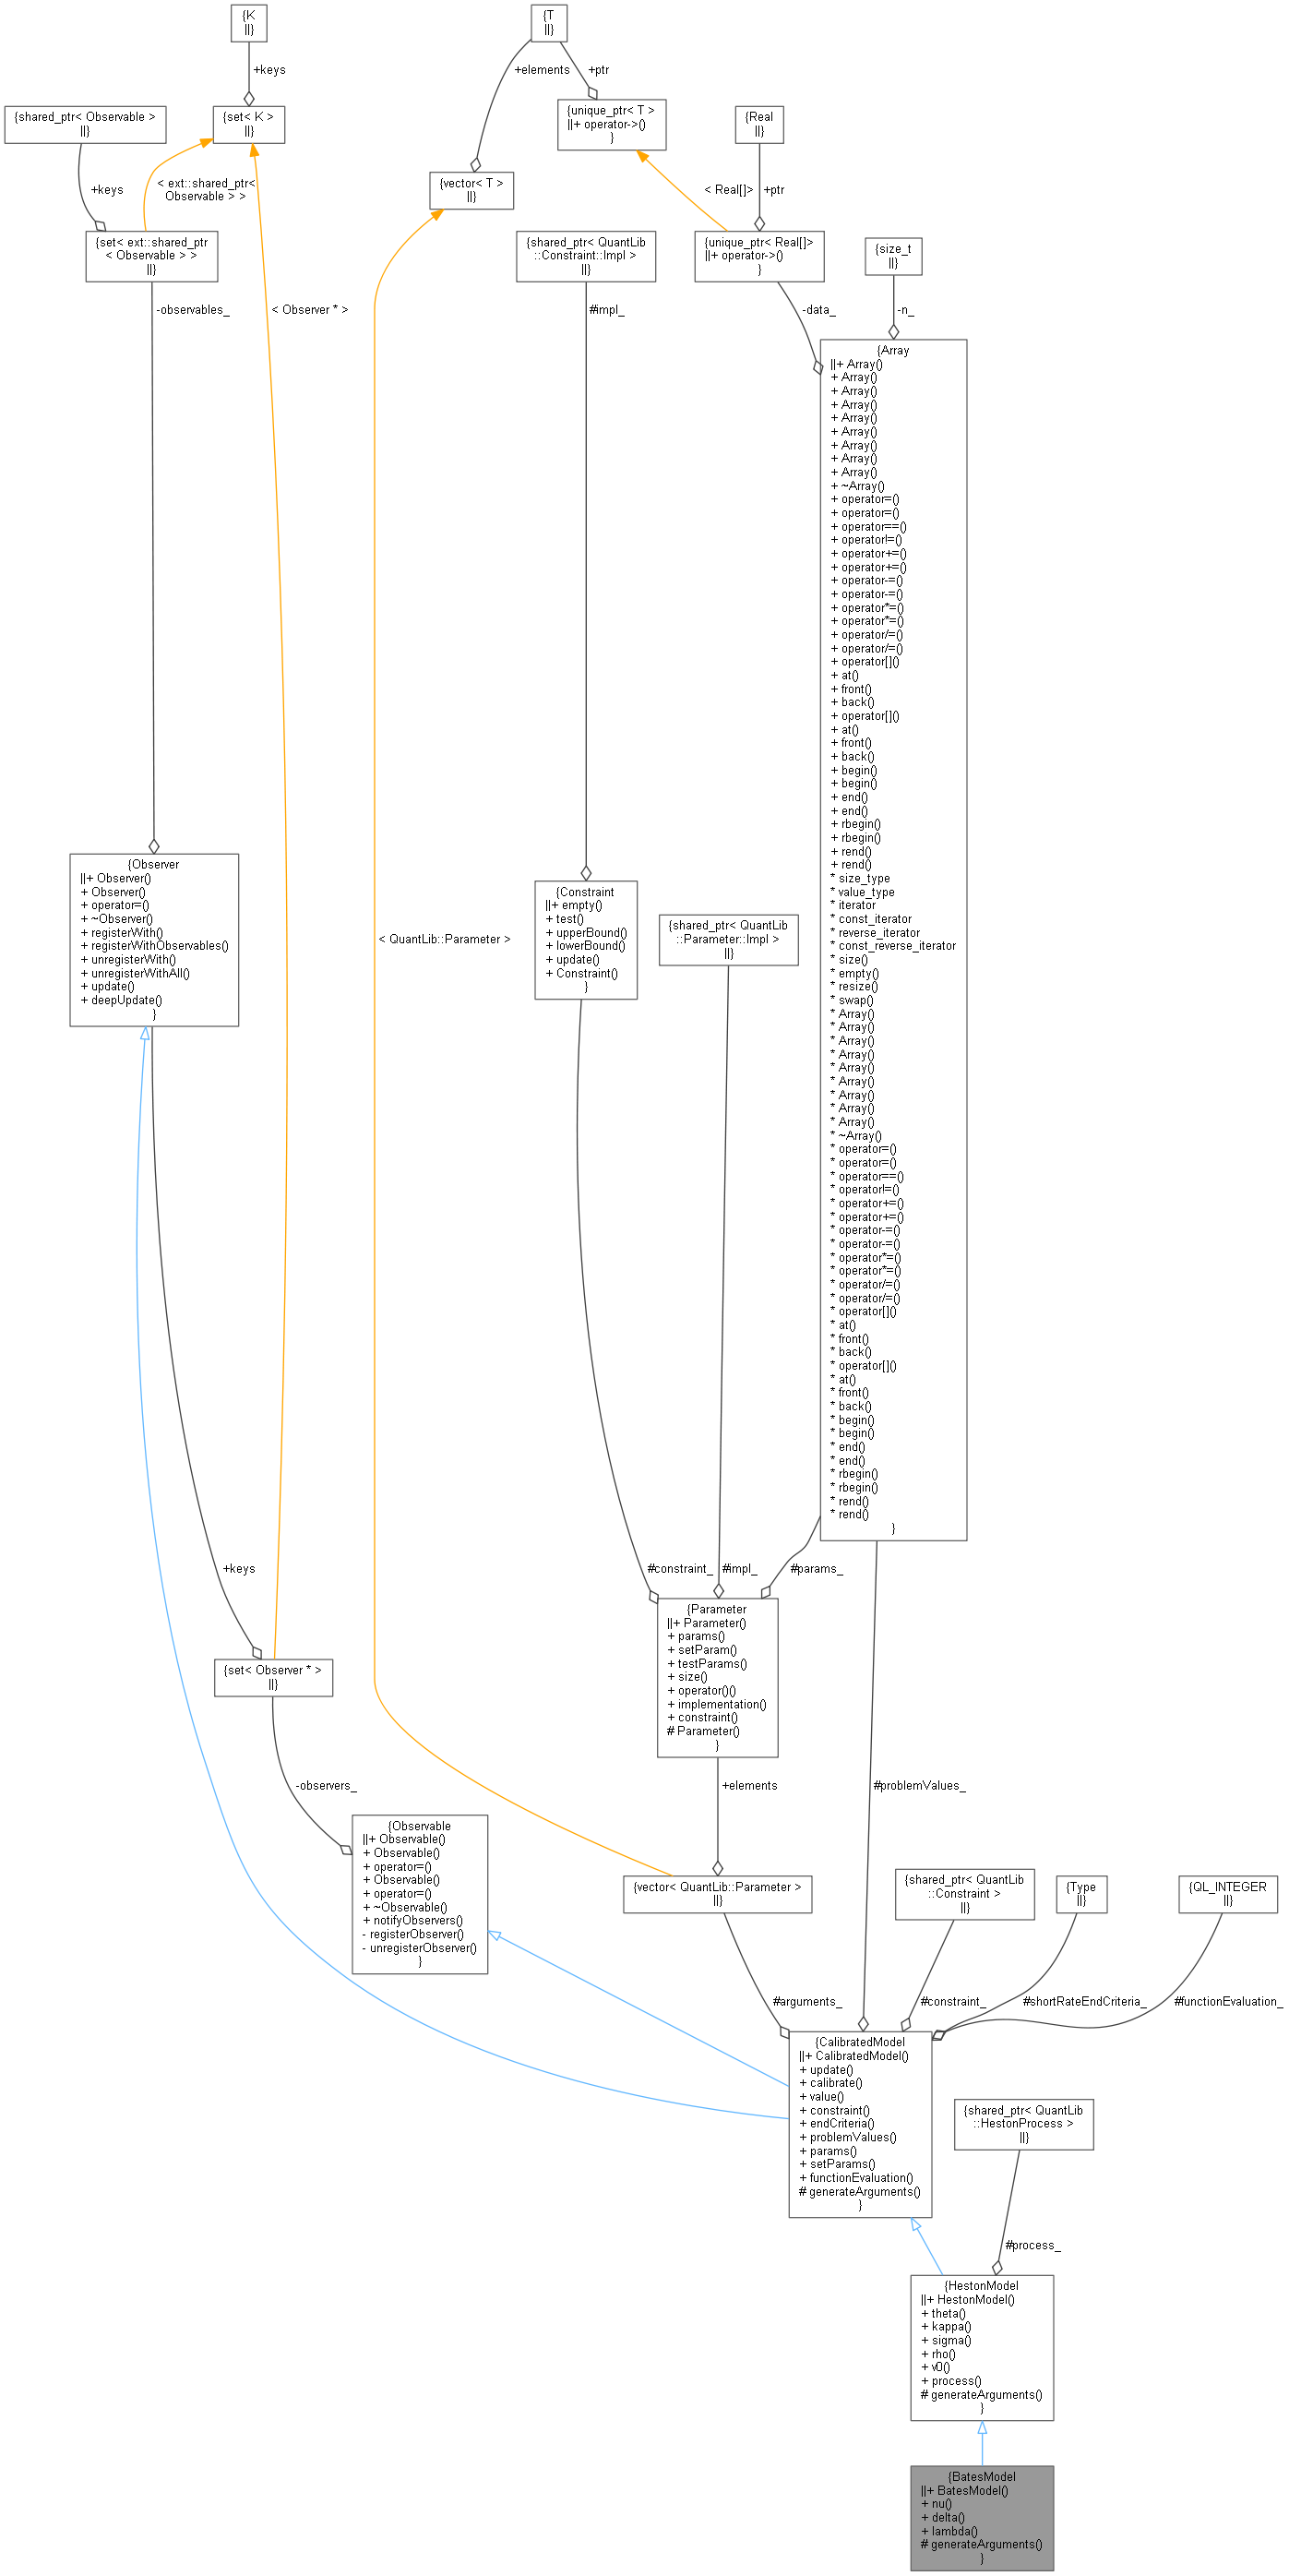 {K
||}
{T
||}
+keys
+elements
+ptr
{shared_ptr< Observable >
||}
{set< K >
||}
{unique_ptr< T >
||+ operator->()
}
{Real
||}
+keys
< ext::shared_ptr<
Observable > >
{vector< T >
||}
< Real[]>
+ptr
{set< ext::shared_ptr
< Observable > >
||}
{shared_ptr< QuantLib
::Constraint::Impl >
||}
{unique_ptr< Real[]>
||+ operator->()
}
{size_t
||}
-observables_
< Observer * >
#impl_
-data_
-n_
{Array
||+ Array()
+ Array()
+ Array()
+ Array()
+ Array()
+ Array()
+ Array()
+ Array()
+ Array()
+ ~Array()
+ operator=()
+ operator=()
+ operator==()
+ operator!=()
+ operator+=()
+ operator+=()
+ operator-=()
+ operator-=()
+ operator*=()
+ operator*=()
+ operator/=()
+ operator/=()
+ operator[]()
+ at()
+ front()
+ back()
+ operator[]()
+ at()
+ front()
+ back()
+ begin()
+ begin()
+ end()
+ end()
+ rbegin()
+ rbegin()
+ rend()
+ rend()
* size_type
* value_type
* iterator
* const_iterator
* reverse_iterator
* const_reverse_iterator
* size()
* empty()
* resize()
* swap()
* Array()
* Array()
* Array()
* Array()
* Array()
* Array()
* Array()
* Array()
* Array()
* ~Array()
* operator=()
* operator=()
* operator==()
* operator!=()
* operator+=()
* operator+=()
* operator-=()
* operator-=()
* operator*=()
* operator*=()
* operator/=()
* operator/=()
* operator[]()
* at()
* front()
* back()
* operator[]()
* at()
* front()
* back()
* begin()
* begin()
* end()
* end()
* rbegin()
* rbegin()
* rend()
* rend()
}
{Observer
||+ Observer()
+ Observer()
+ operator=()
+ ~Observer()
+ registerWith()
+ registerWithObservables()
+ unregisterWith()
+ unregisterWithAll()
+ update()
+ deepUpdate()
}
< QuantLib::Parameter >
{Constraint
||+ empty()
+ test()
+ upperBound()
+ lowerBound()
+ update()
+ Constraint()
}
{shared_ptr< QuantLib
::Parameter::Impl >
||}
+keys
#constraint_
#impl_
#params_
{Parameter
||+ Parameter()
+ params()
+ setParam()
+ testParams()
+ size()
+ operator()()
+ implementation()
+ constraint()
# Parameter()
}
{set< Observer * >
||}
-observers_
+elements
#problemValues_
{Observable
||+ Observable()
+ Observable()
+ operator=()
+ Observable()
+ operator=()
+ ~Observable()
+ notifyObservers()
- registerObserver()
- unregisterObserver()
}
{vector< QuantLib::Parameter >
||}
{shared_ptr< QuantLib
::Constraint >
||}
{Type
||}
{QL_INTEGER
||}
#arguments_
#constraint_
#shortRateEndCriteria_
#functionEvaluation_
{CalibratedModel
||+ CalibratedModel()
+ update()
+ calibrate()
+ value()
+ constraint()
+ endCriteria()
+ problemValues()
+ params()
+ setParams()
+ functionEvaluation()
# generateArguments()
}
{shared_ptr< QuantLib
::HestonProcess >
||}
#process_
{HestonModel
||+ HestonModel()
+ theta()
+ kappa()
+ sigma()
+ rho()
+ v0()
+ process()
# generateArguments()
}
{BatesModel
||+ BatesModel()
+ nu()
+ delta()
+ lambda()
# generateArguments()
}